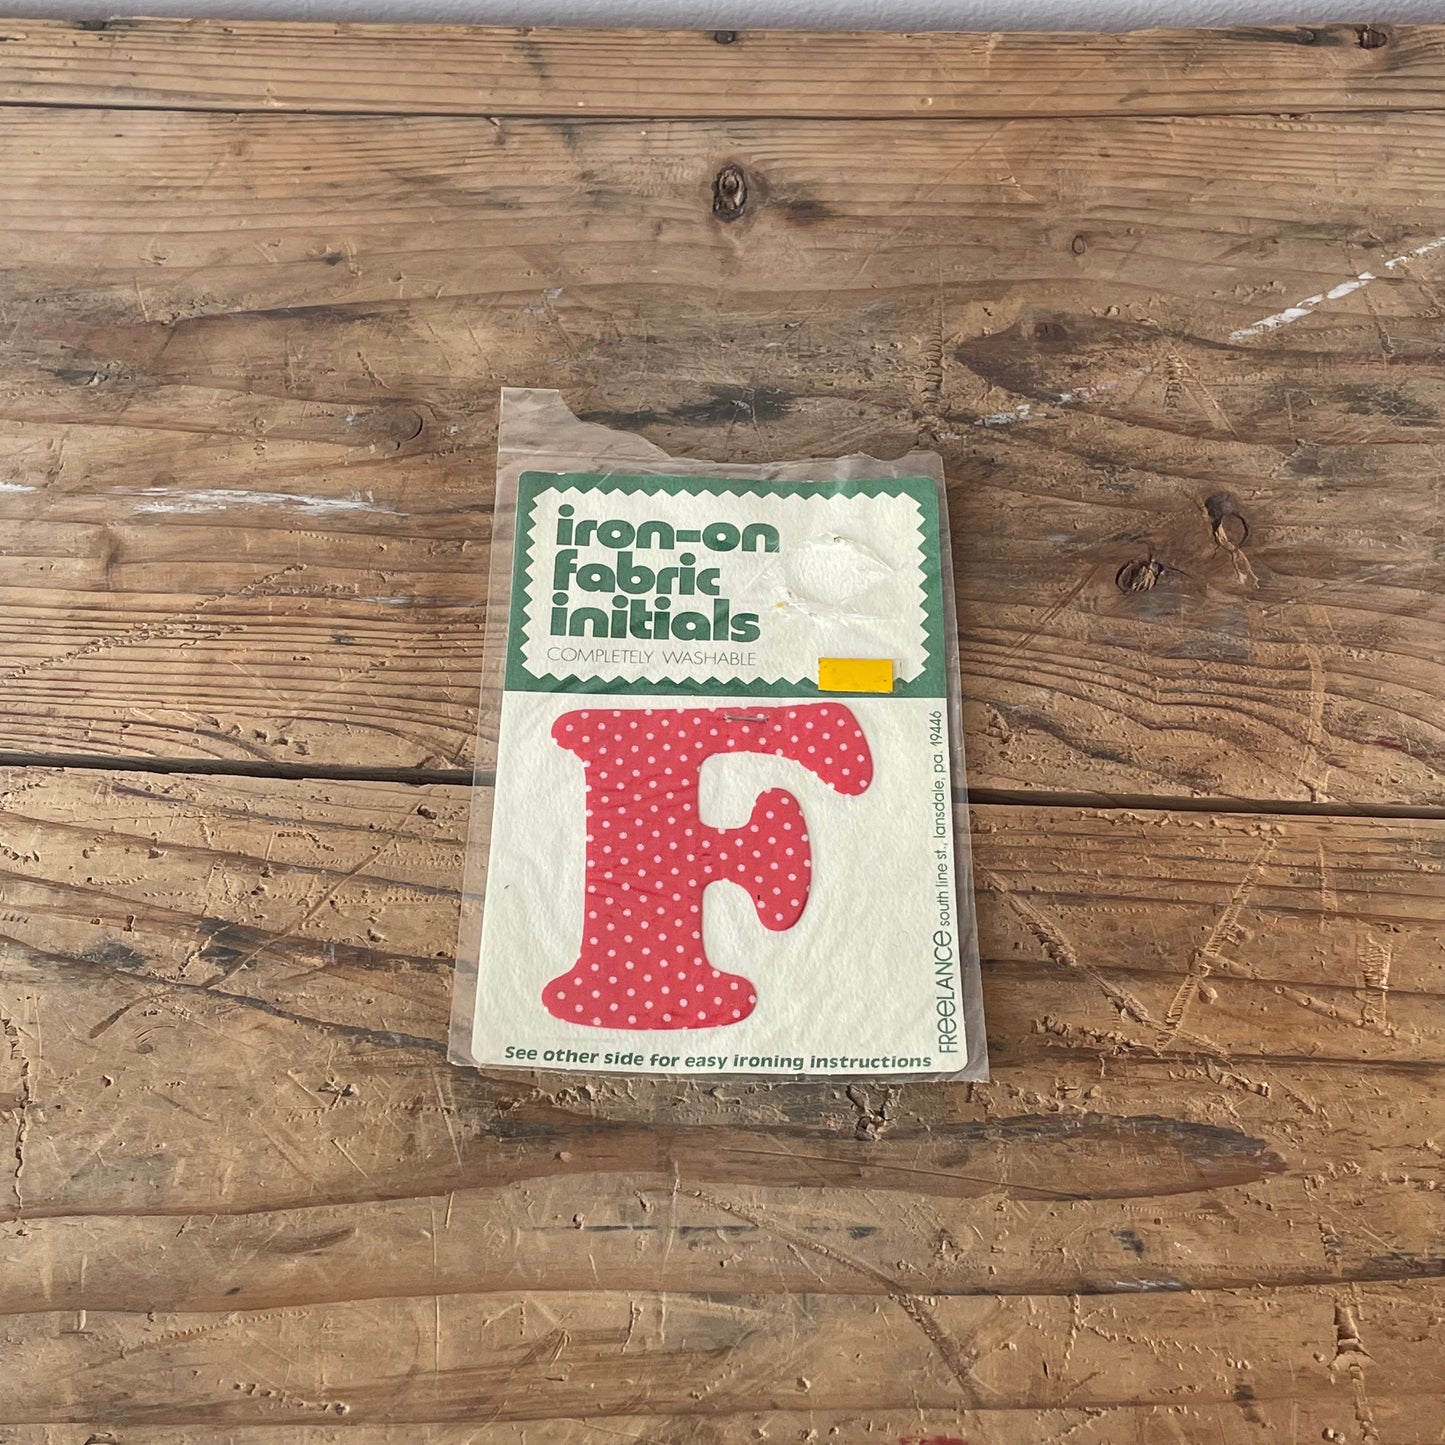 iron-on
fabric
initials
COMPLETELY WASHABLE
F
FReeLANCe south line st., lansdale, pa. 19446
See other side for easy ironing instructions